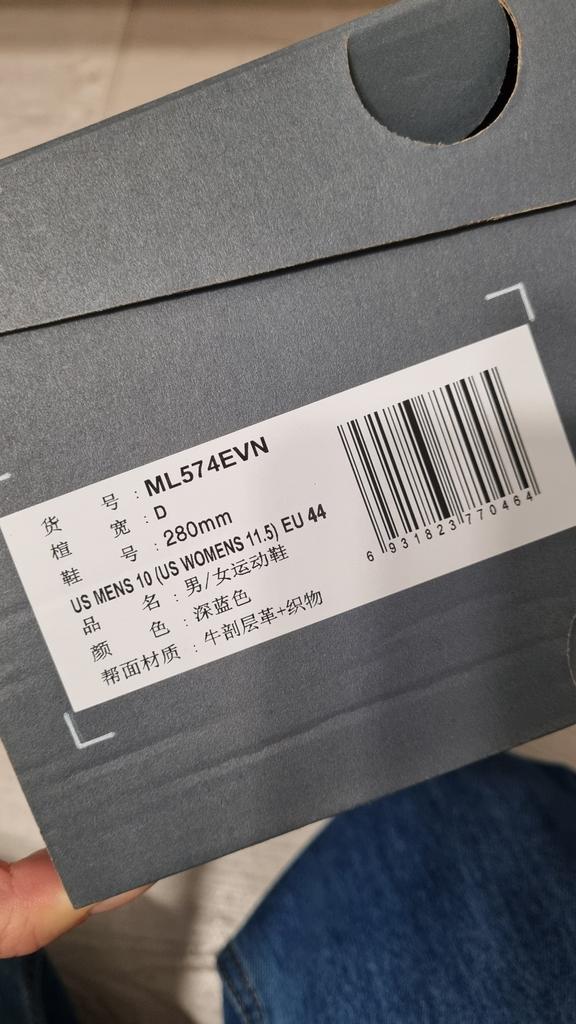 货 号 : ML574EVN
楦 宽 : D
鞋 号 : 280mm
US MENS 10 (US WOMENS 11.5) EU 44
品 名 : 男/女运动鞋
颜 色 : 深蓝色
帮面材质 : 牛剖层革+织物
6 931823 770464